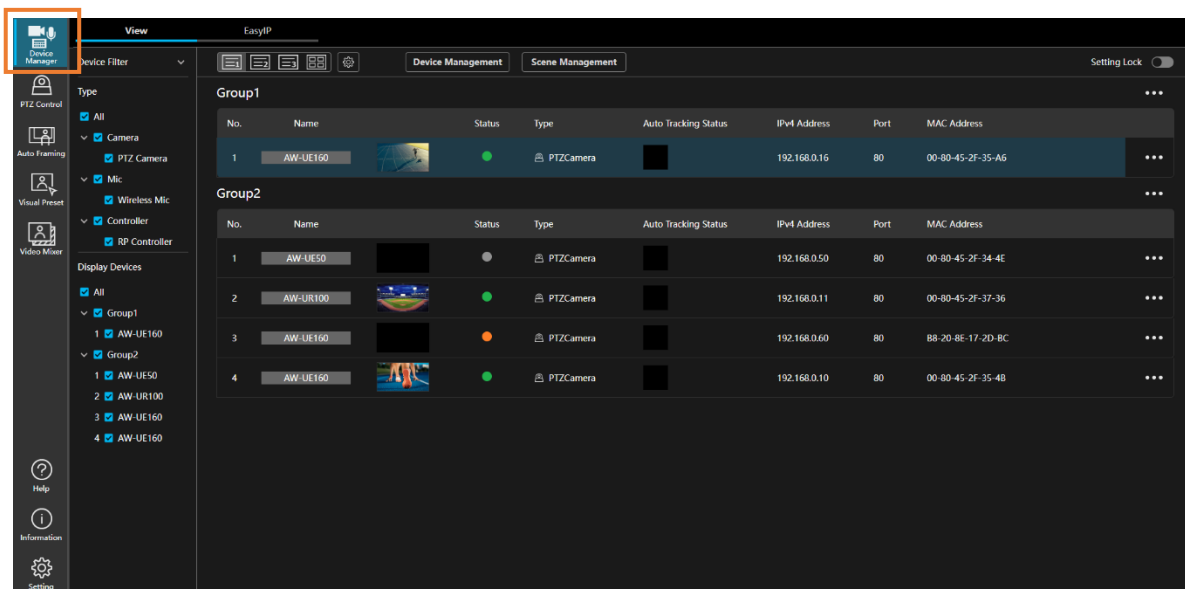 View
EasyIP
Device Manager
PTZ Control
Auto Framing
Visual Preset
Video Mixer
Help
Information
Setting
Device Filter
Type
All
Camera
PTZ Camera
Mic
Wireless Mic
Controller
RP Controller
Display Devices
All
Group1
1 AW-UE160
Group2
1 AW-UE50
2 AW-UR100
3 AW-UE160
4 AW-UE160
1 2 3 Device Management Scene Management Setting Lock
Group1
No. Name Status Type Auto Tracking Status IPv4 Address Port MAC Address
1 AW-UE160 PTZCamera 192.168.0.16 80 00-80-45-2F-35-A6
Group2
No. Name Status Type Auto Tracking Status IPv4 Address Port MAC Address
1 AW-UE50 PTZCamera 192.168.0.50 80 00-80-45-2F-34-4E
2 AW-UR100 PTZCamera 192.168.0.11 80 00-80-45-2F-37-36
3 AW-UE160 PTZCamera 192.168.0.60 80 B8-20-8E-17-2D-BC
4 AW-UE160 PTZCamera 192.168.0.10 80 00-80-45-2F-35-4B